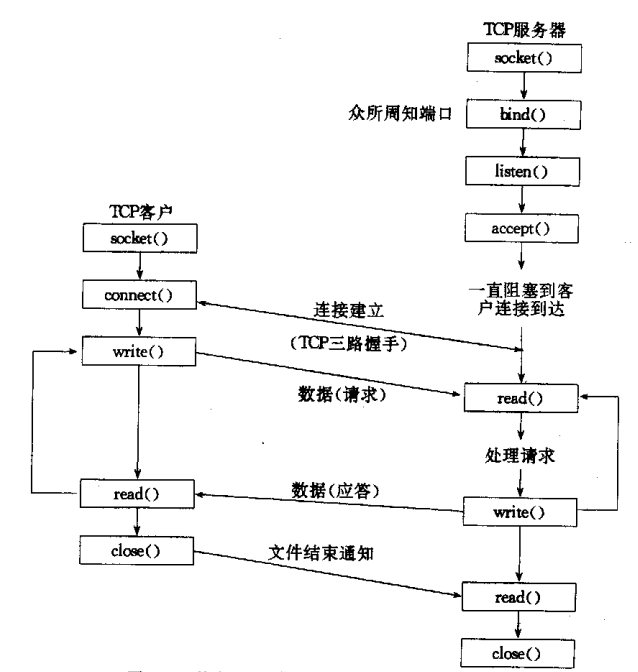 TCP服务器
socket()
众所周知端口
bind()
listen()
TCP客户
accept()
socket()
一直阻塞到客
户连接到达
connect()
连接建立
(TCP三路握手)
write()
数据(请求)
read()
处理请求
read()
数据(应答)
write()
close()
文件结束通知
read()
close()